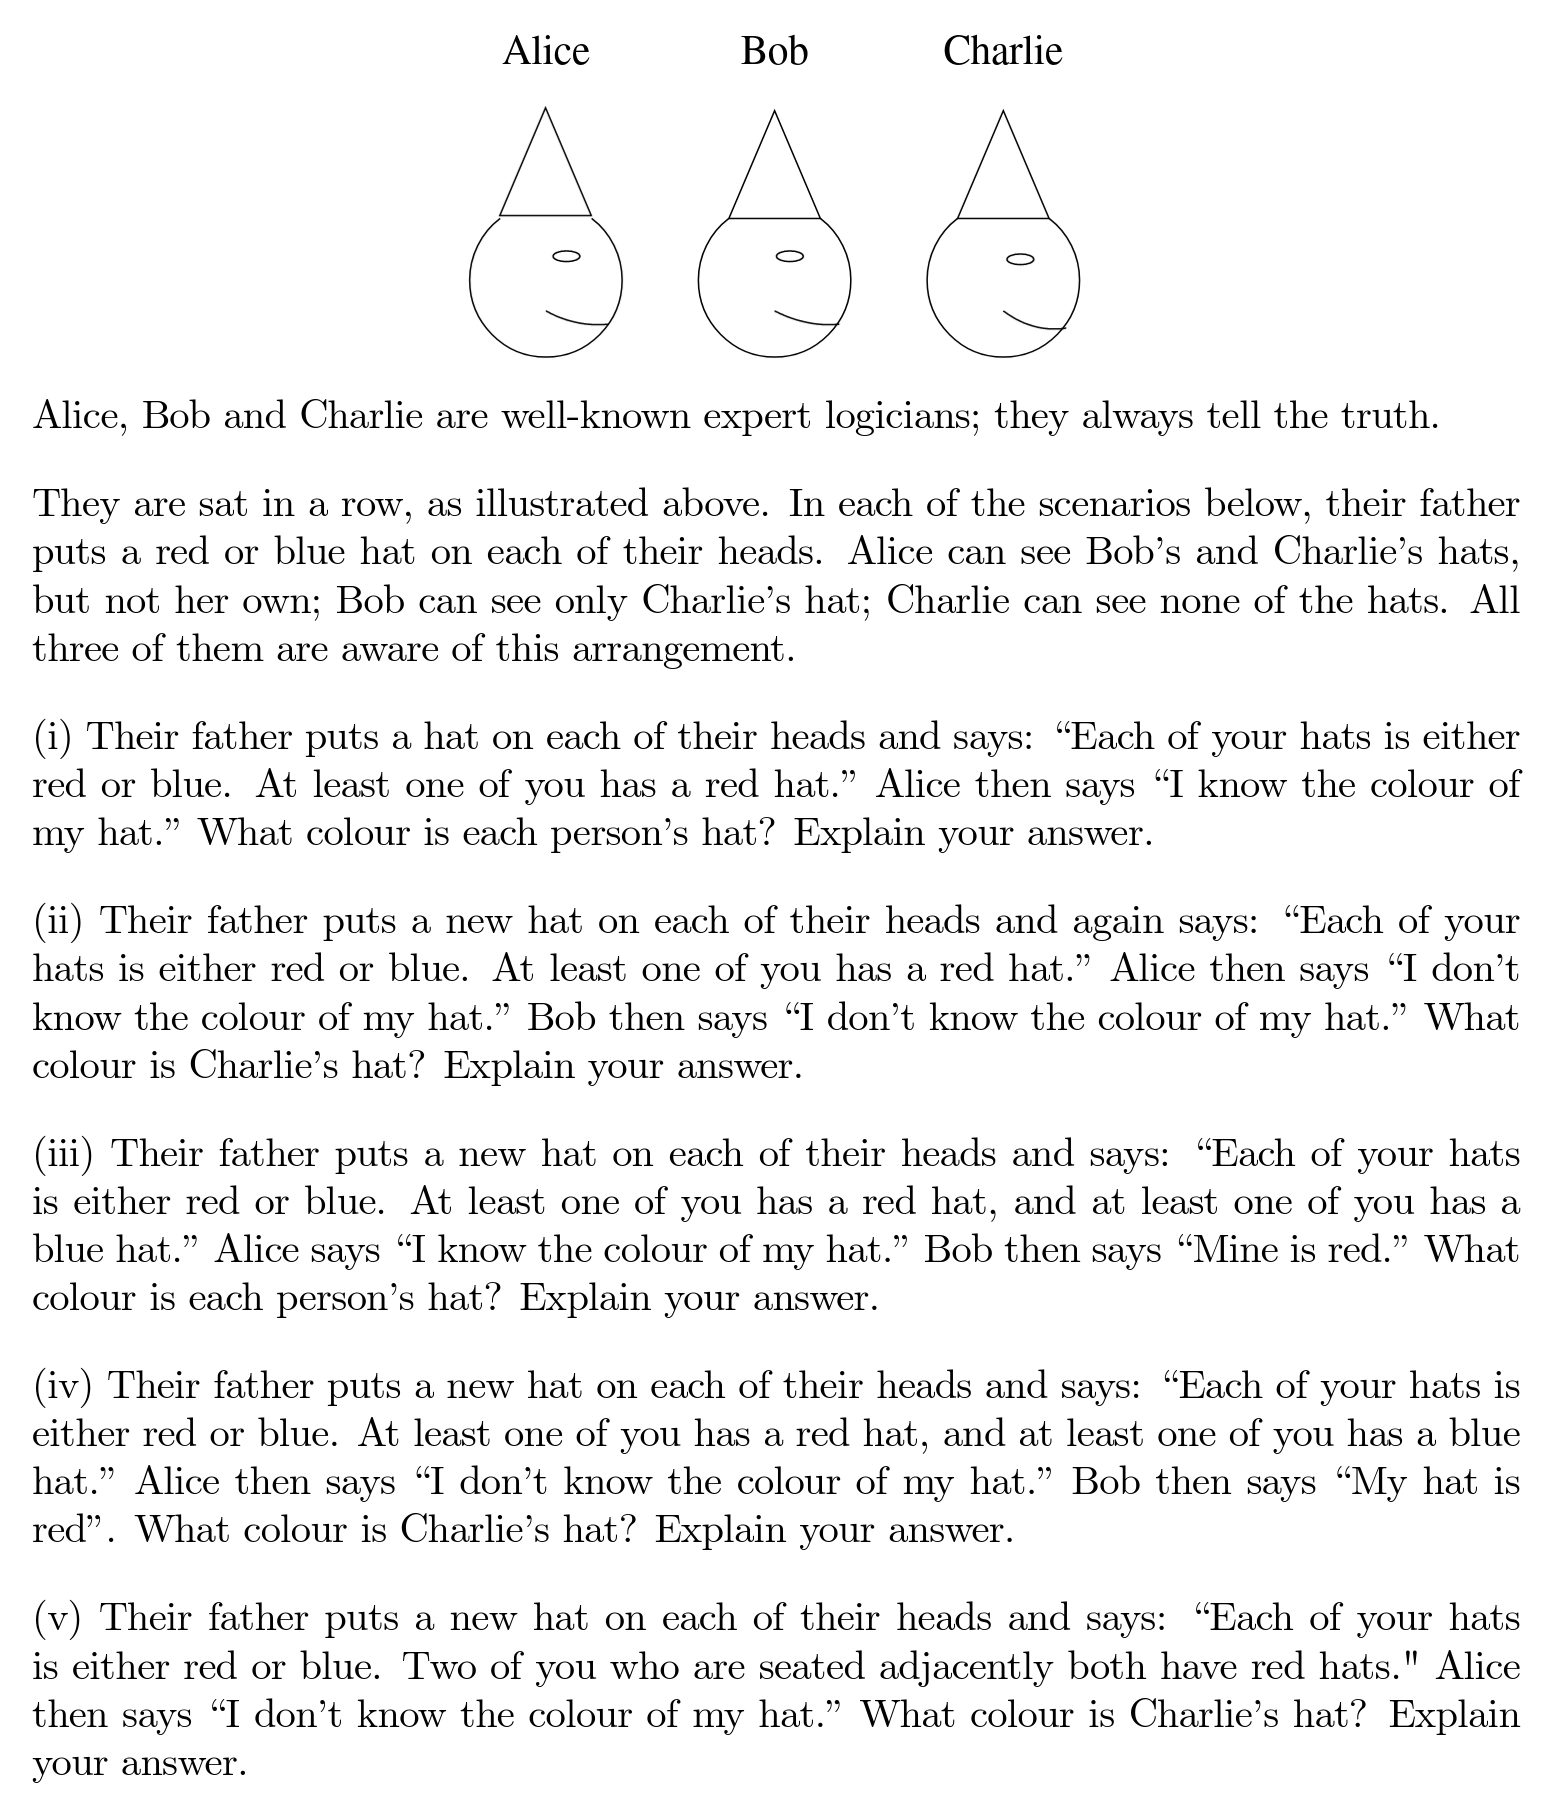 Alice Bob Charlie
Alice, Bob and Charlie are well-known expert logicians; they always tell the truth.
They are sat in a row, as illustrated above. In each of the scenarios below, their father
puts a red or blue hat on each of their heads. Alice can see Bob’s and Charlie’s hats,
but not her own; Bob can see only Charlie’s hat; Charlie can see none of the hats. All
three of them are aware of this arrangement.
(i) Their father puts a hat on each of their heads and says: “Each of your hats is either
red or blue. At least one of you has a red hat.” Alice then says “I know the colour of
my hat.” What colour is each person’s hat? Explain your answer.
(ii) Their father puts a new hat on each of their heads and again says: “Each of your
hats is either red or blue. At least one of you has a red hat.” Alice then says “I don’t
know the colour of my hat.” Bob then says “I don’t know the colour of my hat.” What
colour is Charlie’s hat? Explain your answer.
(iii) Their father puts a new hat on each of their heads and says: “Each of your hats
is either red or blue. At least one of you has a red hat, and at least one of you has a
blue hat.” Alice says “I know the colour of my hat.” Bob then says “Mine is red.” What
colour is each person’s hat? Explain your answer.
(iv) Their father puts a new hat on each of their heads and says: “Each of your hats is
either red or blue. At least one of you has a red hat, and at least one of you has a blue
hat.” Alice then says “I don’t know the colour of my hat.” Bob then says “My hat is
red”. What colour is Charlie’s hat? Explain your answer.
(v) Their father puts a new hat on each of their heads and says: “Each of your hats
is either red or blue. Two of you who are seated adjacently both have red hats." Alice
then says “I don’t know the colour of my hat.” What colour is Charlie’s hat? Explain
your answer.